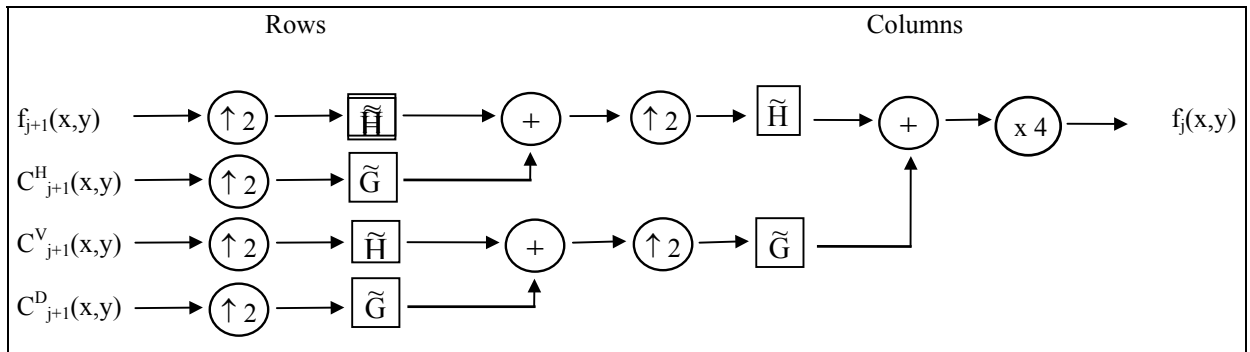 Rows Columns
f_{j+1}(x,y) ↑ 2 H̃ + ↑ 2 H̃ + x 4 f_j(x,y)
C^H_{j+1}(x,y) ↑ 2 G̃
C^V_{j+1}(x,y) ↑ 2 H̃ + ↑ 2 G̃
C^D_{j+1}(x,y) ↑ 2 G̃